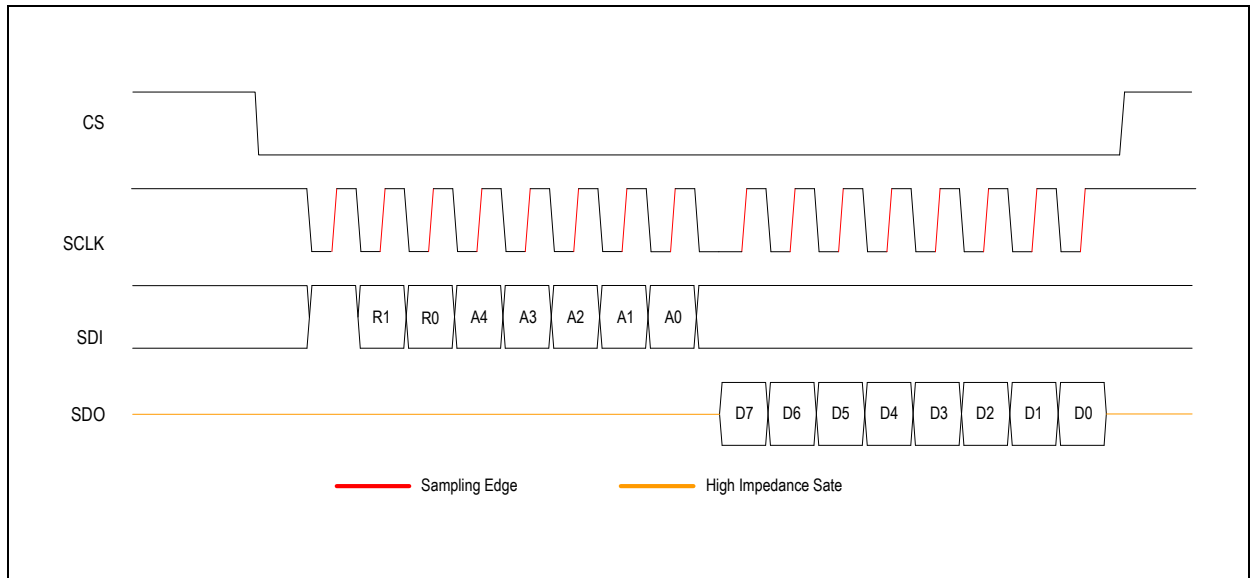 CS
SCLK
SDI R1 R0 A4 A3 A2 A1 A0
SDO D7 D6 D5 D4 D3 D2 D1 D0
Sampling Edge High Impedance Sate